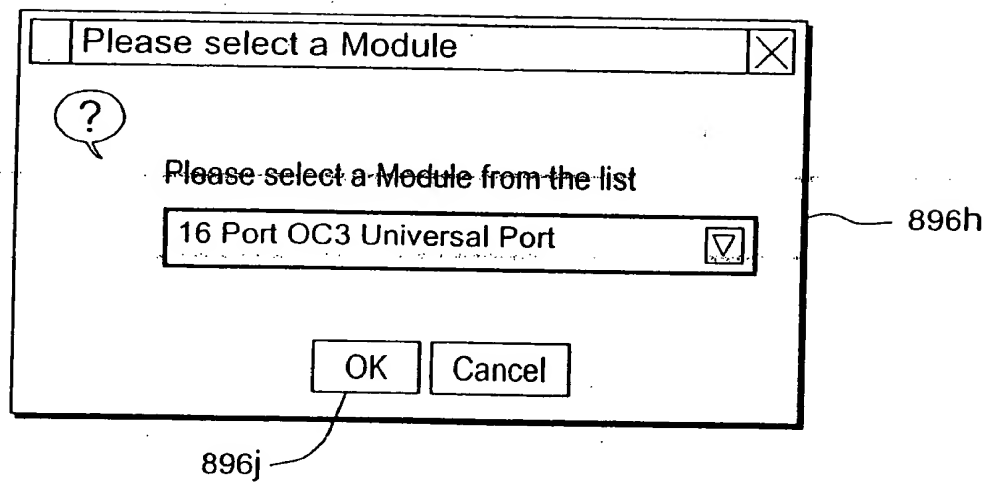 Please select a Module
?
Please select a Module from the list
16 Port OC3 Universal Port
896h
OK
Cancel
896j